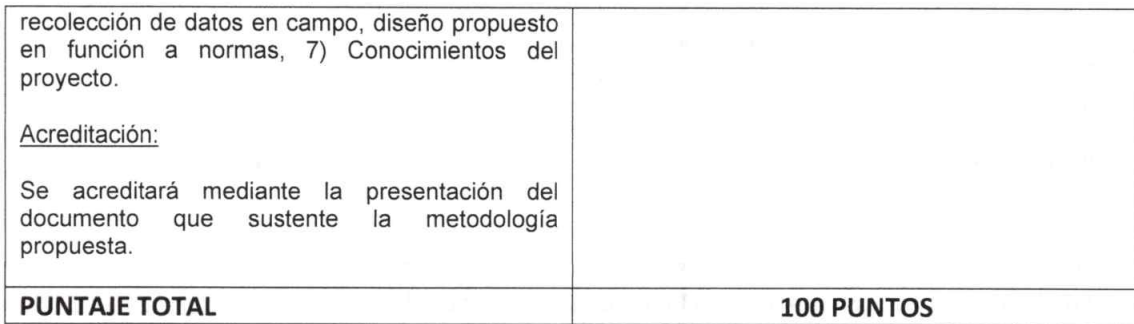 recolección de datos en campo, diseño propuesto
en función a normas, 7) Conocimientos del
proyecto.
Acreditación:
Se acreditará mediante la presentación del
documento que sustente la metodología
propuesta.
PUNTAJE TOTAL 100 PUNTOS